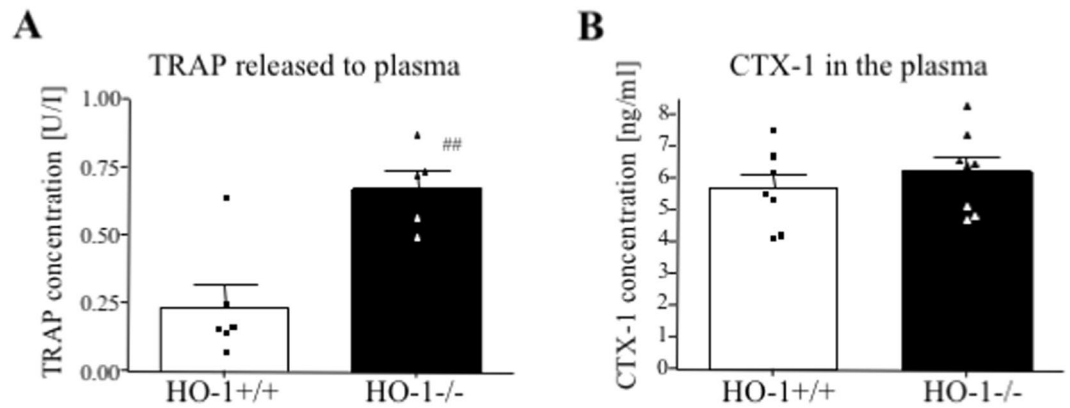 A
B
TRAP released to plasma
CTX-1 in the plasma
TRAP concentration [U/I]
1.00
0.75
0.50
0.25
0.00
##
HO-1+/+
HO-1-/-
CTX-1 concentration [ng/ml]
8
7
6
5
4
3
2
1
0
HO-1+/+
HO-1-/-